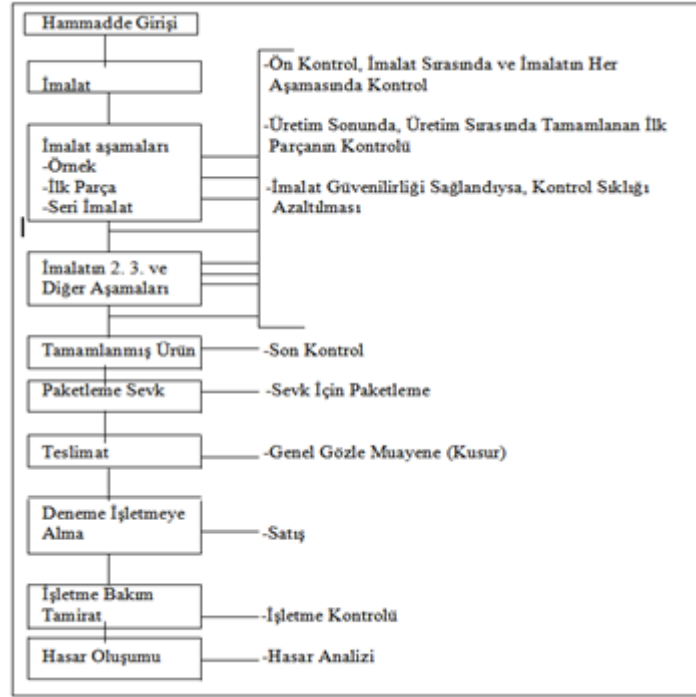 Hammadde Girişi
İmalat
-Ön Kontrol, İmalat Sırasında ve İmalatın Her
Aşamasında Kontrol
İmalat aşamaları
-Örnek
-İlk Parça
-Seri İmalat
-Üretim Sonunda, Üretim Sırasında Tamamlanan İlk
Parçanın Kontrolü
-İmalat Güvenilirliği Sağlandıysa, Kontrol Sıklığı
Azaltılması
İmalatın 2. 3. ve
Diğer Aşamaları
Tamamlanmış Ürün
-Son Kontrol
Paketleme Sevk
-Sevk İçin Paketleme
Teslimat
-Genel Gözle Muayene (Kusur)
Deneme İşletmeye
Alma
-Satış
İşletme Bakım
Tamirat
-İşletme Kontrolü
Hasar Oluşumu
-Hasar Analizi